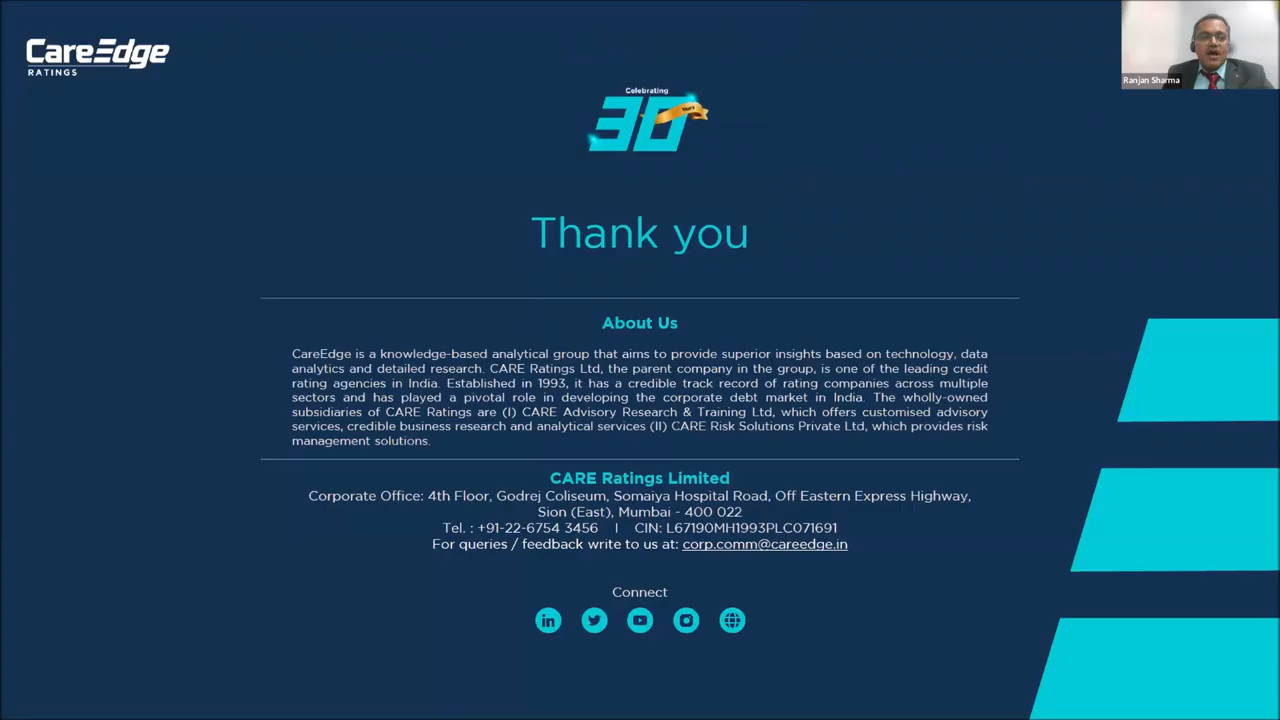 CareEdge
RATINGS
Ranjan Sharma
Celebrating
30
Years
Thank you
About Us
CareEdge is a knowledge-based analytical group that aims to provide superior insights based on technology, data
analytics and detailed research. CARE Ratings Ltd, the parent company in the group, is one of the leading credit
rating agencies in India. Established in 1993, it has a credible track record of rating companies across multiple
sectors and has played a pivotal role in developing the corporate debt market in India. The wholly-owned
subsidiaries of CARE Ratings are (I) CARE Advisory Research & Training Ltd, which offers customised advisory
services, credible business research and analytical services (II) CARE Risk Solutions Private Ltd, which provides risk
management solutions.
CARE Ratings Limited
Corporate Office: 4th Floor, Godrej Coliseum, Somaiya Hospital Road, Off Eastern Express Highway,
Sion (East), Mumbai - 400 022
Tel. : +91-22-6754 3456 I CIN: L67190MH1993PLC071691
For queries / feedback write to us at: corp.comm@careedge.in
Connect
in